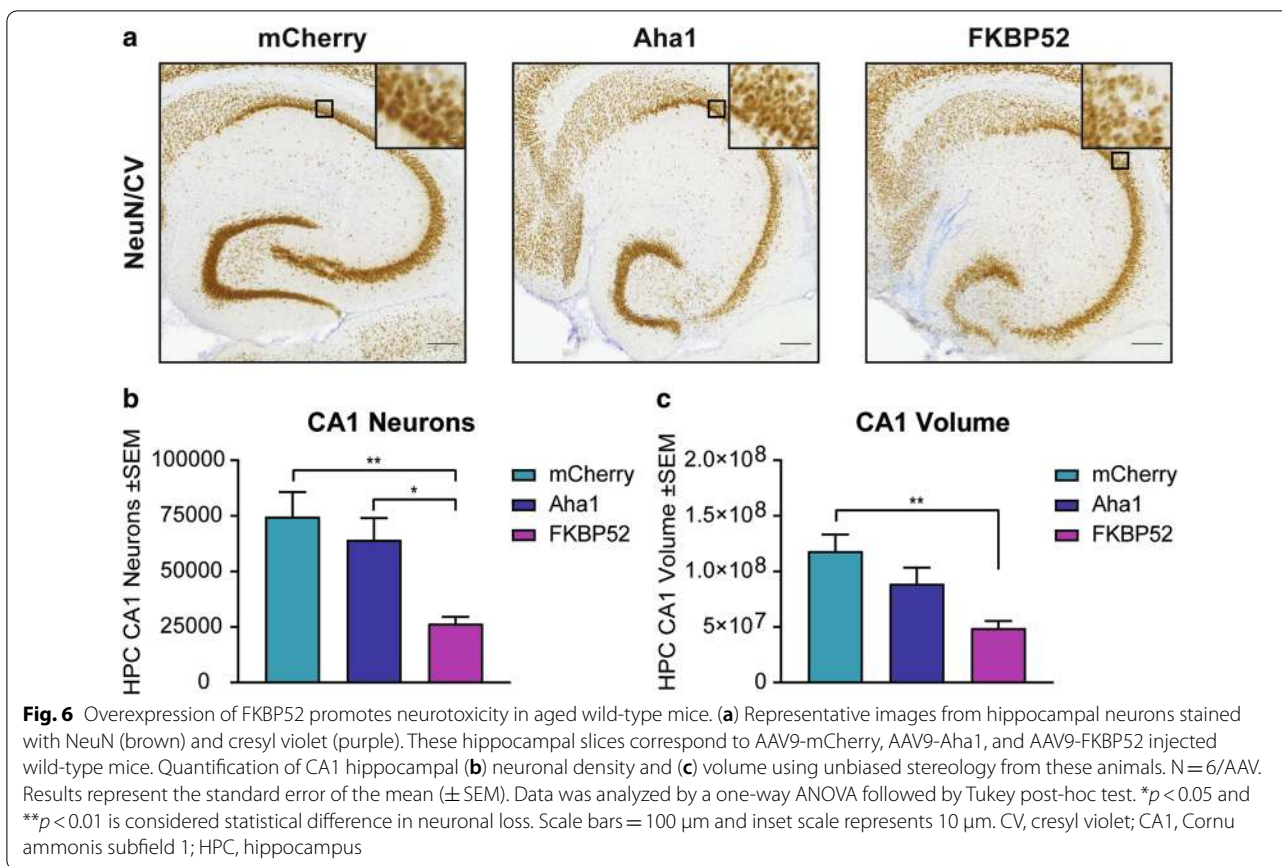 a
mCherry Aha1 FKBP52
NeuN/CV
b
CA1 Neurons
HPC CA1 Neurons ±SEM
100000
75000
50000
25000
0
**
*
mCherry
Aha1
FKBP52
c
CA1 Volume
HPC CA1 Volume ±SEM
2.0×10⁸
1.5×10⁸
1.0×10⁸
5×10⁷
0
**
mCherry
Aha1
FKBP52
Fig. 6 Overexpression of FKBP52 promotes neurotoxicity in aged wild-type mice. (a) Representative images from hippocampal neurons stained
with NeuN (brown) and cresyl violet (purple). These hippocampal slices correspond to AAV9-mCherry, AAV9-Aha1, and AAV9-FKBP52 injected
wild-type mice. Quantification of CA1 hippocampal (b) neuronal density and (c) volume using unbiased stereology from these animals. N = 6/AAV.
Results represent the standard error of the mean (± SEM). Data was analyzed by a one-way ANOVA followed by Tukey post-hoc test. *p < 0.05 and
**p < 0.01 is considered statistical difference in neuronal loss. Scale bars = 100 μm and inset scale represents 10 μm. CV, cresyl violet; CA1, Cornu
ammonis subfield 1; HPC, hippocampus